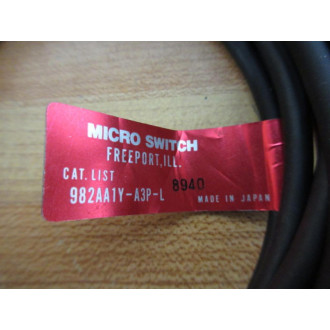 MICRO SWITCH
FREEPORT, ILL.
CAT. LIST 8940
982AA1Y-A3P-L MADE IN JAPAN